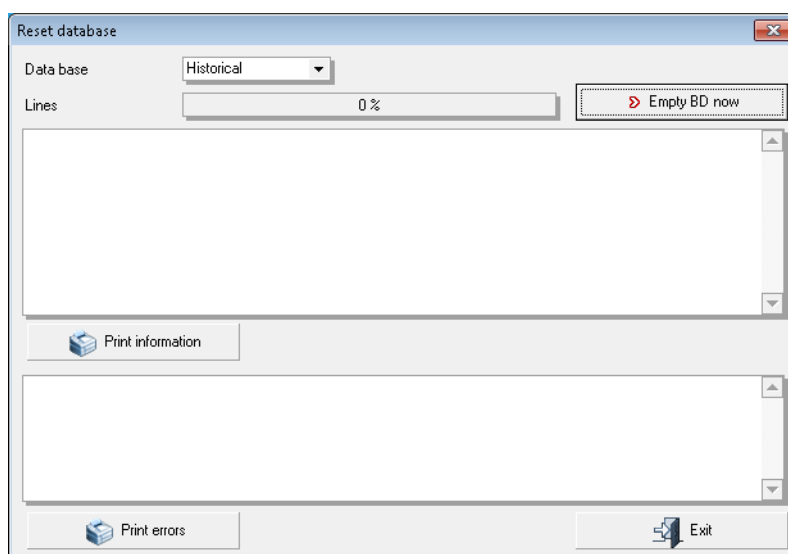 Reset database
Data base
Historical
Lines
0 %
Empty BD now
Print information
Print errors
Exit